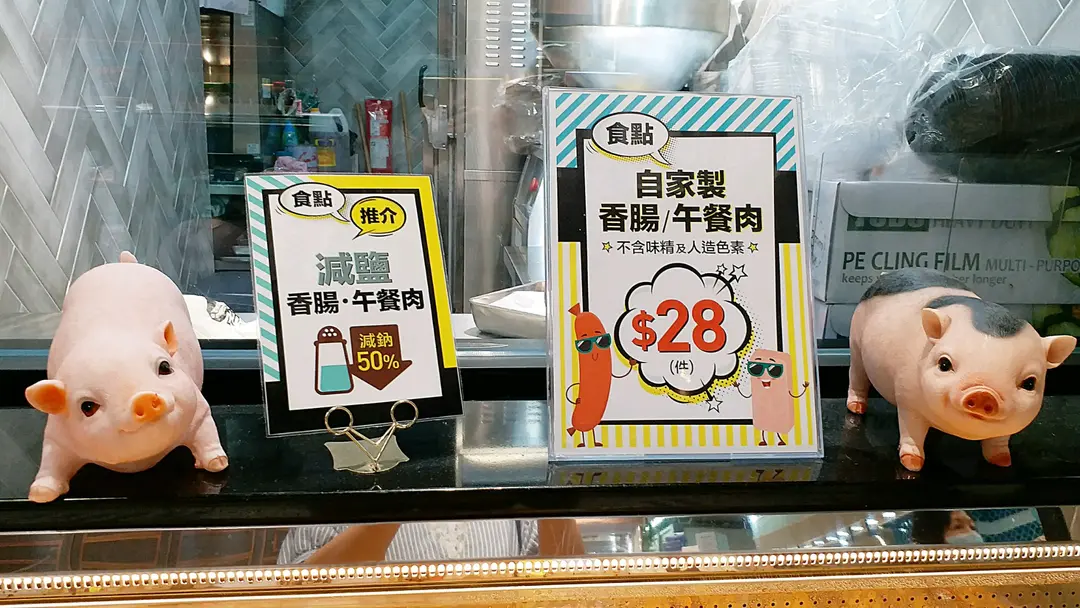 食點
推介
減鹽
香腸·午餐肉
減鈉
50%
食點
自家製
香腸/午餐肉
不含味精及人造色素
$28
(件)
PE CLING FILM MULTI-PURPO
keeps
longer